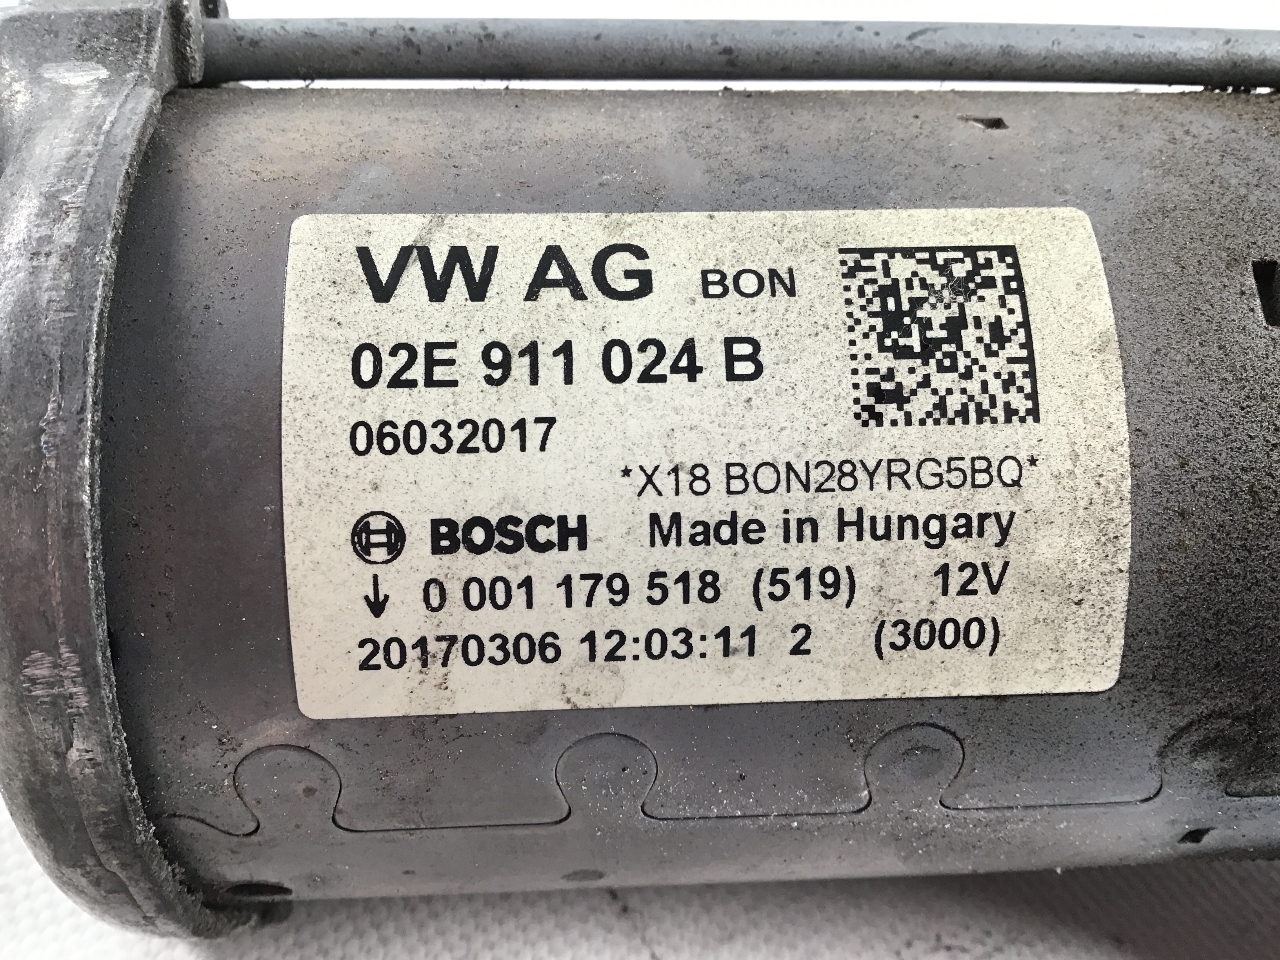 VW AG BON
02E 911 024 B
06032017
*X18 BON28YRG5BQ*
BOSCH Made in Hungary
↓ 0 001 179 518 (519) 12V
20170306 12:03:11 2 (3000)